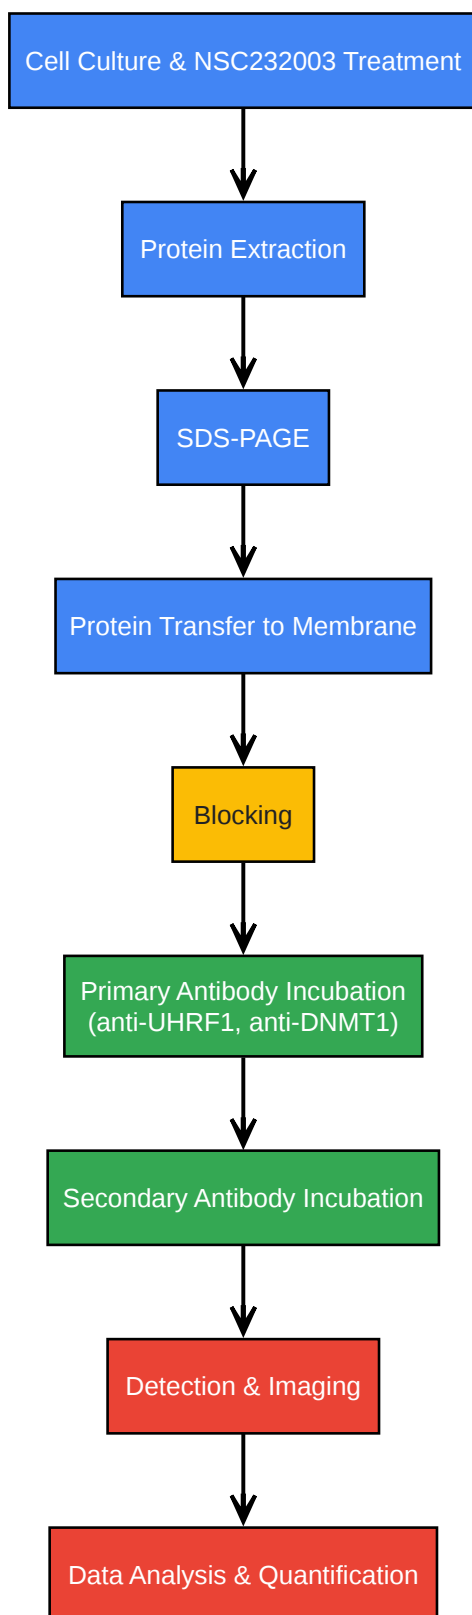 Cell Culture & NSC232003 Treatment
Protein Extraction
SDS-PAGE
Protein Transfer to Membrane
Blocking
Primary Antibody Incubation
(anti-UHRF1, anti-DNMT1)
Secondary Antibody Incubation
Detection & Imaging
Data Analysis & Quantification